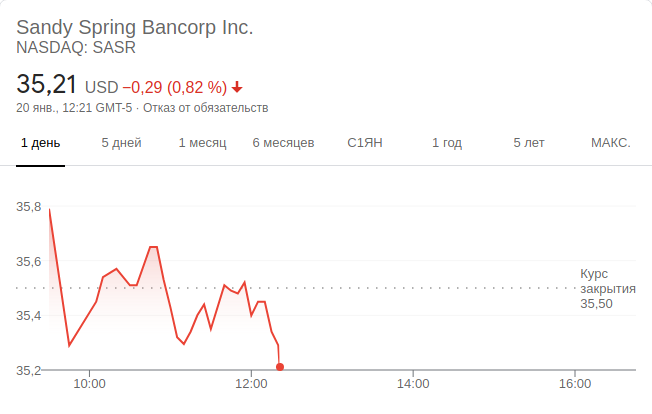 Sandy Spring Bancorp Inc.
NASDAQ: SASR
35,21 USD −0,29 (0,82 %)
20 янв., 12:21 GMT-5 · Отказ от обязательств
1 день 5 дней 1 месяц 6 месяцев С1ЯН 1 год 5 лет МАКС.
35,8
35,6
Курс
закрытия
35,50
35,4
35,2
10:00 12:00 14:00 16:00